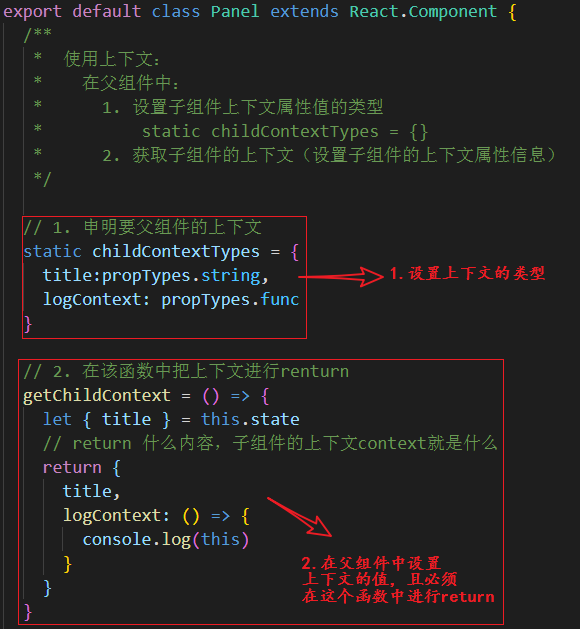 export default class Panel extends React.Component {
/**
* 使用上下文:
* 在父组件中:
* 1. 设置子组件上下文属性值的类型
* static childContextTypes = {}
* 2. 获取子组件的上下文（设置子组件的上下文属性信息）
*/
// 1. 申明要父组件的上下文
static childContextTypes = {
title:propTypes.string,
logContext: propTypes.func
}
1.设置上下文的类型
// 2. 在该函数中把上下文进行renturn
getChildContext = () => {
let { title } = this.state
// return 什么内容，子组件的上下文context就是什么
return {
title,
logContext: () => {
console.log(this)
}
}
}
2.在父组件中设置
上下文的值，且必须
在这个函数中进行return